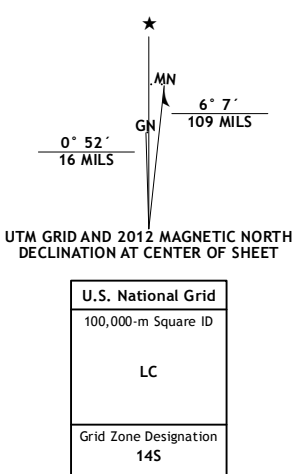 ★
MN
6° 7´
109 MILS
GN
0° 52´
16 MILS
UTM GRID AND 2012 MAGNETIC NORTH
DECLINATION AT CENTER OF SHEET
U.S. National Grid
100,000-m Square ID
LC
Grid Zone Designation
14S